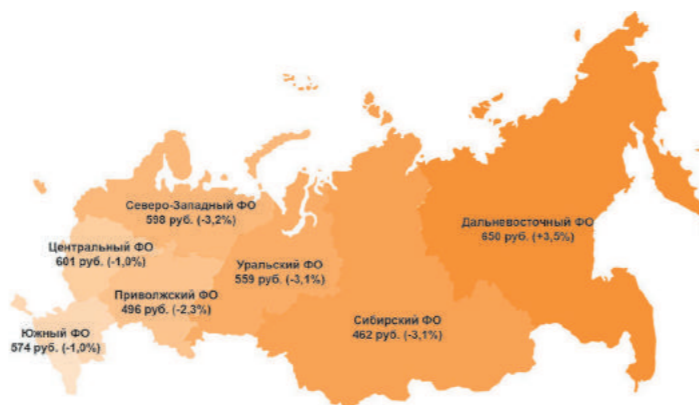 Северо-Западный ФО
598 руб. (-3,2%)
Дальневосточный ФО
650 руб. (+3,5%)
Центральный ФО
601 руб. (-1,0%)
Уральский ФО
559 руб. (-3,1%)
Приволжский ФО
496 руб. (-2,3%)
Сибирский ФО
462 руб. (-3,1%)
Южный ФО
574 руб. (-1,0%)